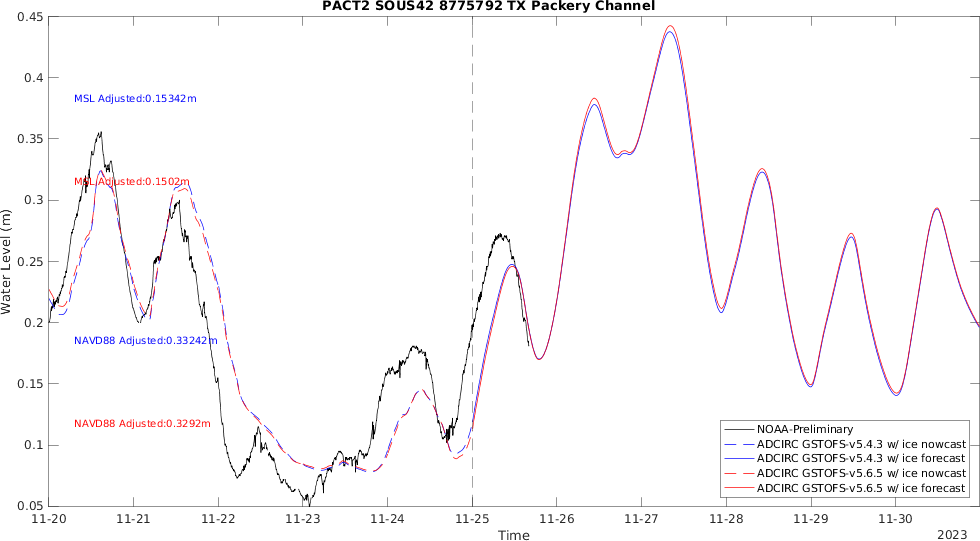 PACT2 SOUS42 8775792 TX Packery Channel
0.45
0.4
0.35
0.3
0.25
0.2
0.15
0.1
0.05
Water Level (m)
MSL Adjusted:0.15342m
MSL Adjusted:0.1502m
NAVD88 Adjusted:0.33242m
NAVD88 Adjusted:0.3292m
NOAA-Preliminary
ADCIRC GSTOFS-v5.4.3 w/ ice nowcast
ADCIRC GSTOFS-v5.4.3 w/ ice forecast
ADCIRC GSTOFS-v5.6.5 w/ ice nowcast
ADCIRC GSTOFS-v5.6.5 w/ ice forecast
11-20 11-21 11-22 11-23 11-24 11-25 11-26 11-27 11-28 11-29 11-30
Time
2023